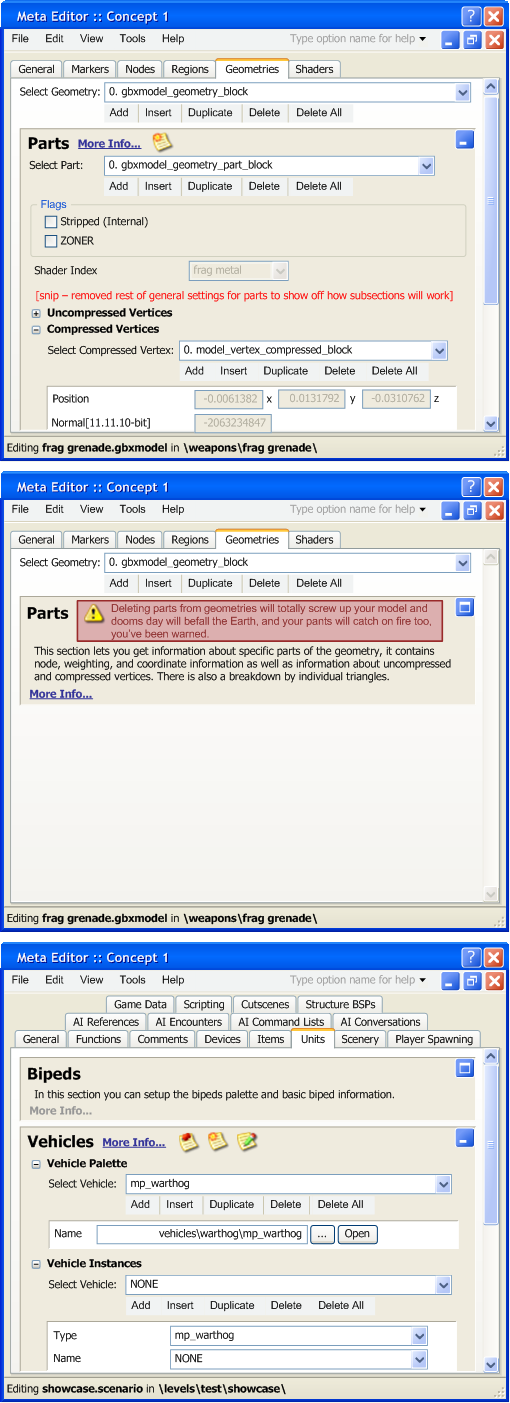 Meta Editor :: Concept 1
File Edit View Tools Help Type option name for help
General Markers Nodes Regions Geometries Shaders
Select Geometry: 0. gbxmodel_geometry_block
Add Insert Duplicate Delete Delete All
Parts More Info...
Select Part: 0. gbxmodel_geometry_part_block
Add Insert Duplicate Delete Delete All
Flags
Stripped (Internal)
ZONER
Shader Index frag metal
[snip – removed rest of general settings for parts to show off how subsections will work]
Uncompressed Vertices
Compressed Vertices
Select Compressed Vertex: 0. model_vertex_compressed_block
Add Insert Duplicate Delete Delete All
Position -0.0061382 x 0.0131792 y -0.0310762 z
Normal[11.11.10-bit] -2063234847
Editing frag grenade.gbxmodel in \weapons\frag grenade\
Meta Editor :: Concept 1
File Edit View Tools Help Type option name for help
General Markers Nodes Regions Geometries Shaders
Select Geometry: 0. gbxmodel_geometry_block
Add Insert Duplicate Delete Delete All
Parts
Deleting parts from geometries will totally screw up your model and
dooms day will befall the Earth, and your pants will catch on fire too,
you've been warned.
This section lets you get information about specific parts of the geometry, it contains
node, weighting, and coordinate information as well as information about uncompressed
and compressed vertices. There is also a breakdown by individual triangles.
More Info...
Editing frag grenade.gbxmodel in \weapons\frag grenade\
Meta Editor :: Concept 1
File Edit View Tools Help Type option name for help
Game Data Scripting Cutscenes Structure BSPs
AI References AI Encounters AI Command Lists AI Conversations
General Functions Comments Devices Items Units Scenery Player Spawning
Bipeds
In this section you can setup the bipeds palette and basic biped information.
More Info...
Vehicles More Info...
Vehicle Palette
Select Vehicle: mp_warthog
Add Insert Duplicate Delete Delete All
Name vehicles\warthog\mp_warthog ... Open
Vehicle Instances
Select Vehicle: NONE
Add Insert Duplicate Delete Delete All
Type mp_warthog
Name NONE
Editing showcase.scenario in \levels\test\showcase\